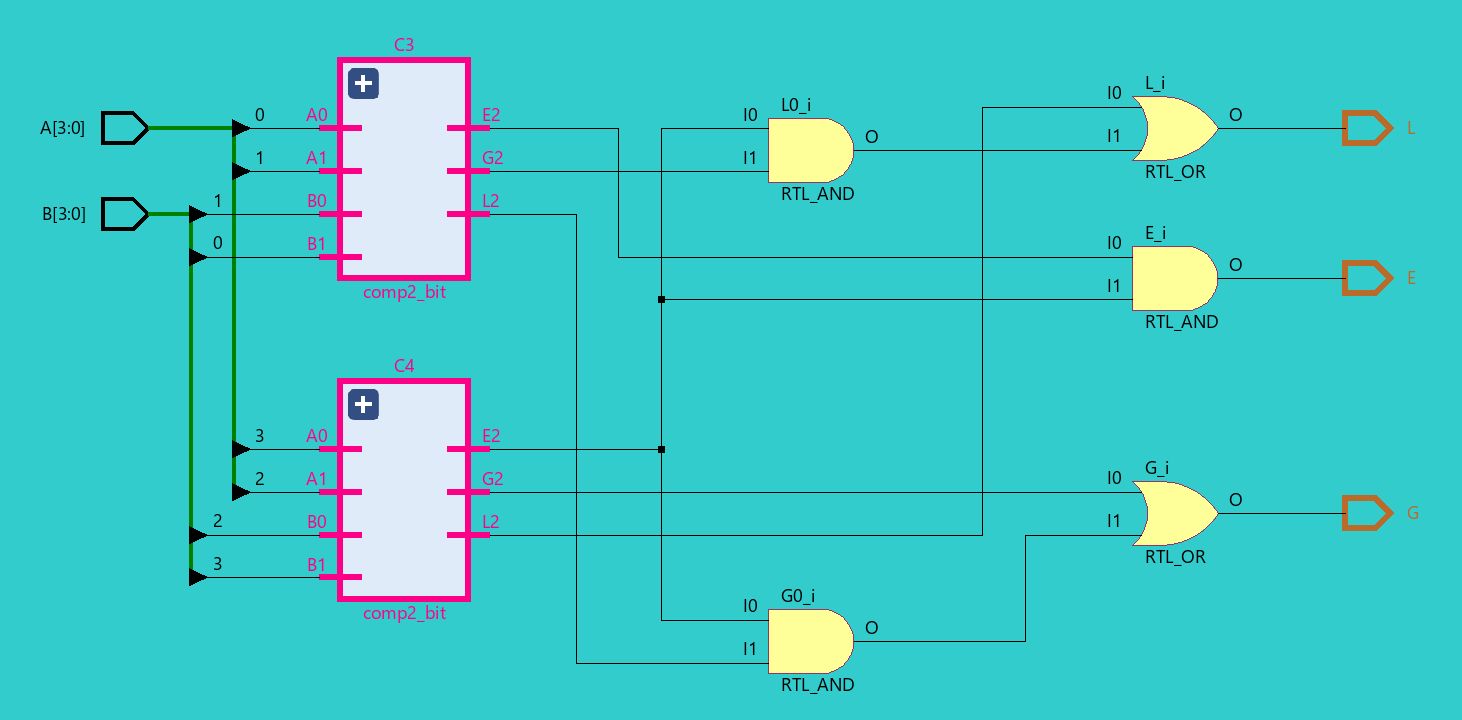 C3
L_i
I0
L0_i
0
A0
E2
I0
O
O
A[3:0]
L
I1
1
A1
G2
I1
RTL_OR
RTL_AND
1
B0
L2
B[3:0]
E_i
0
B1
I0
O
E
I1
comp2_bit
RTL_AND
C4
3
A0
E2
G_i
2
A1
G2
I0
O
G
2
B0
L2
I1
RTL_OR
3
B1
G0_i
comp2_bit
I0
O
I1
RTL_AND